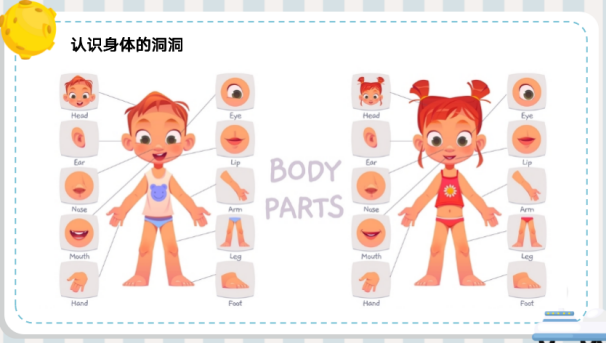 认识身体的洞洞
Head
Eye
Ear
Lip
Nose
Arm
Mouth
Leg
Hand
Foot
BODY
PARTS
Head
Eye
Ear
Lip
Nose
Arm
Mouth
Leg
Hand
Foot